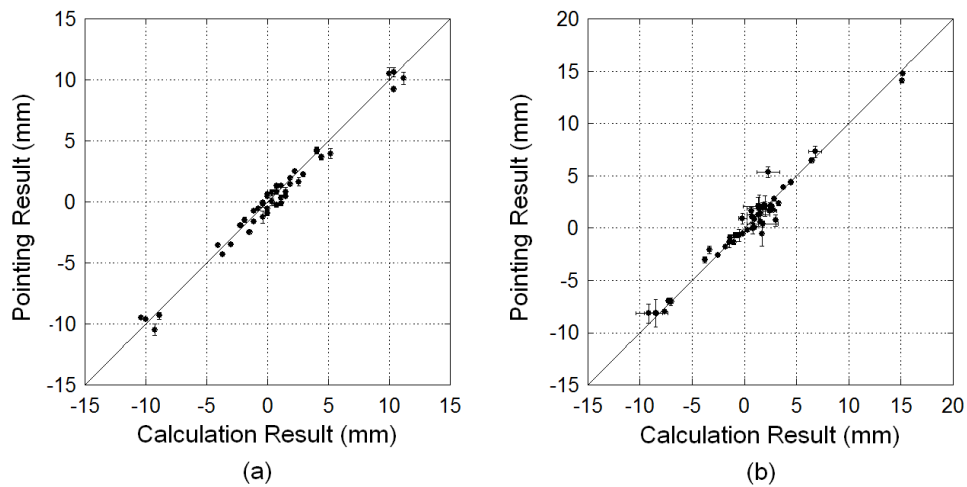 15
10
5
0
-5
-10
-15
-15 -10 -5 0 5 10 15
Pointing Result (mm)
Calculation Result (mm)
(a)
20
15
10
5
0
-5
-10
-15
-15 -10 -5 0 5 10 15 20
Pointing Result (mm)
Calculation Result (mm)
(b)